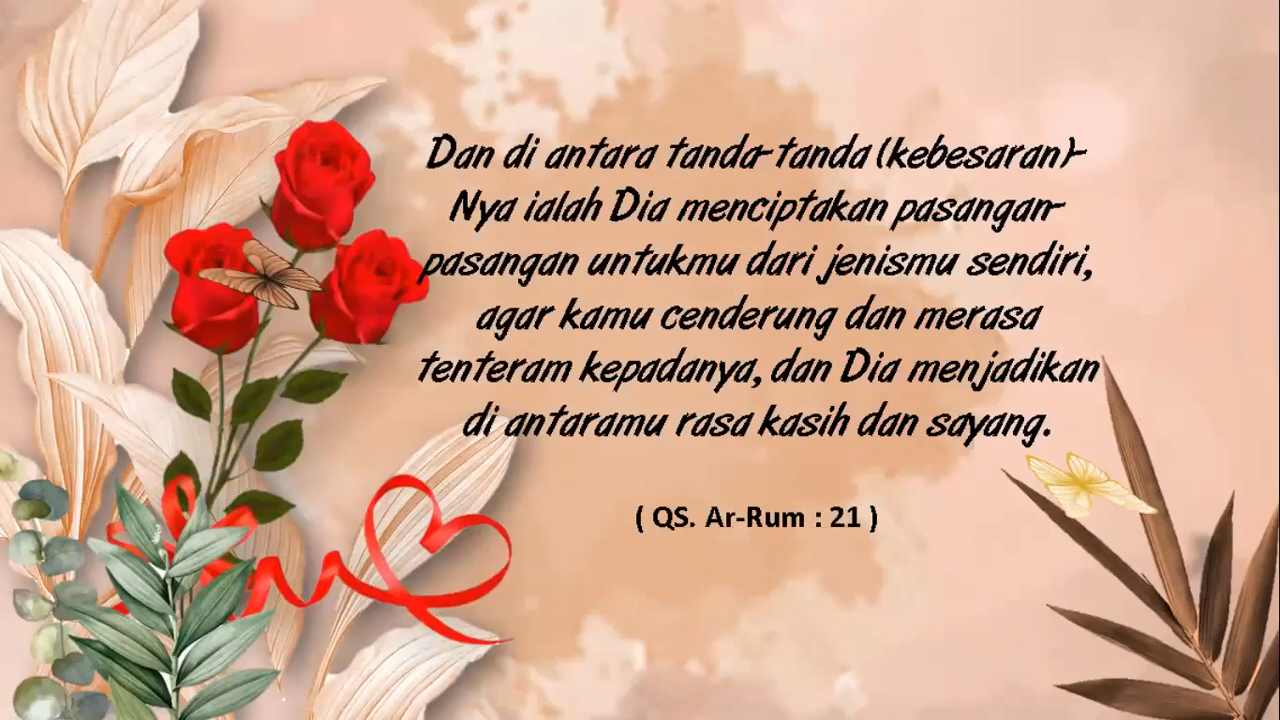 Dan di antara tanda-tanda (kebesaran)-
Nya ialah Dia menciptakan pasangan-
pasangan untukmu dari jenismu sendiri,
agar kamu cenderung dan merasa
tenteram kepadanya, dan Dia menjadikan
di antaramu rasa kasih dan sayang.
( QS. Ar-Rum : 21 )